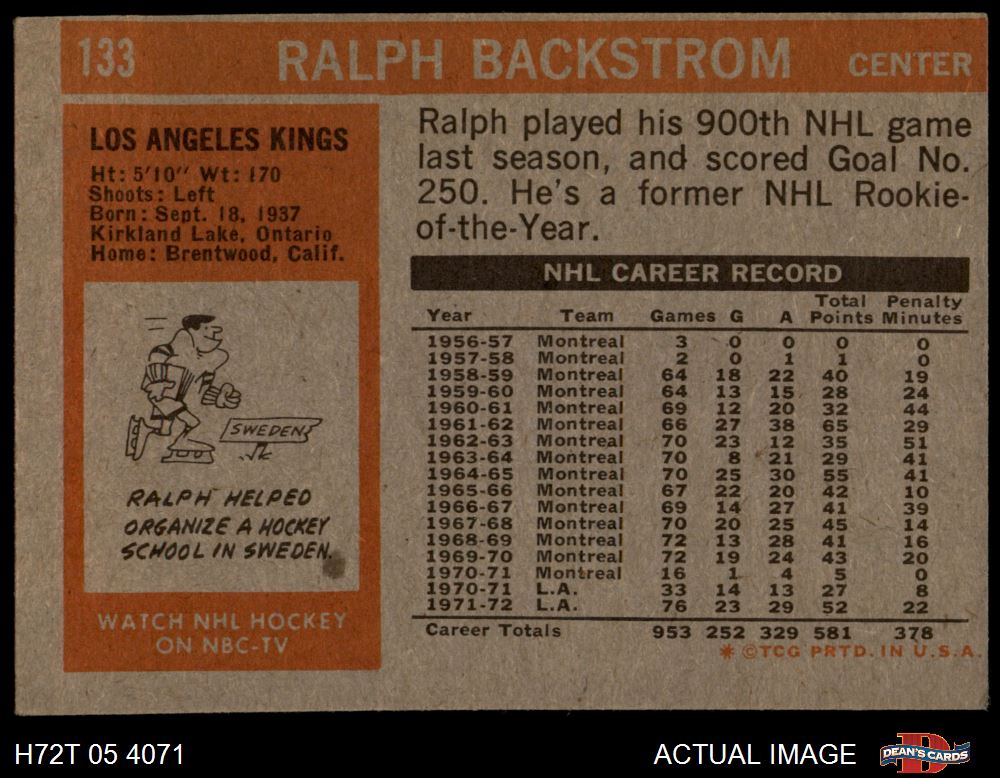 133 RALPH BACKSTROM CENTER
LOS ANGELES KINGS
Ht: 5'10" Wt: 170
Shoots: Left
Born: Sept. 18, 1937
Kirkland Lake, Ontario
Home: Brentwood, Calif.
SWEDEN
RALPH HELPED
ORGANIZE A HOCKEY
SCHOOL IN SWEDEN.
WATCH NHL HOCKEY
ON NBC-TV
Ralph played his 900th NHL game
last season, and scored Goal No.
250. He's a former NHL Rookie-
of-the-Year.
NHL CAREER RECORD
Total Penalty
Year Team Games G A Points Minutes
1956-57 Montreal 3 0 0 0 0
1957-58 Montreal 2 0 1 1 0
1958-59 Montreal 64 18 22 40 19
1959-60 Montreal 64 13 15 28 24
1960-61 Montreal 69 12 20 32 44
1961-62 Montreal 66 27 38 65 29
1962-63 Montreal 70 23 12 35 51
1963-64 Montreal 70 8 21 29 41
1964-65 Montreal 70 25 30 55 41
1965-66 Montreal 67 22 20 42 10
1966-67 Montreal 69 14 27 41 39
1967-68 Montreal 70 20 25 45 14
1968-69 Montreal 72 13 28 41 16
1969-70 Montreal 72 19 24 43 20
1970-71 Montreal 16 1 4 5 0
1970-71 L.A. 33 14 13 27 8
1971-72 L.A. 76 23 29 52 22
Career Totals 953 252 329 581 378
* ©TCG PRTD. IN U.S.A.
H72T 05 4071 ACTUAL IMAGE DEAN'S CARDS